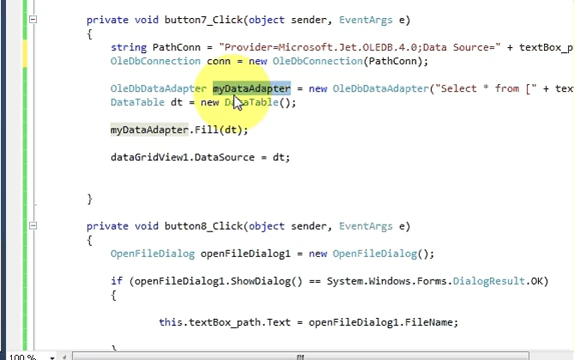 private void button7_Click(object sender, EventArgs e)
{
string PathConn = "Provider=Microsoft.Jet.OLEDB.4.0;Data Source=" + textBox_p
OleDbConnection conn = new OleDbConnection(PathConn);
OleDbDataAdapter myDataAdapter = new OleDbDataAdapter("Select * from [" + text
DataTable dt = new DataTable();
myDataAdapter.Fill(dt);
dataGridView1.DataSource = dt;
}
private void button8_Click(object sender, EventArgs e)
{
OpenFileDialog openFileDialog1 = new OpenFileDialog();
if (openFileDialog1.ShowDialog() == System.Windows.Forms.DialogResult.OK)
{
this.textBox_path.Text = openFileDialog1.FileName;
}
100 %